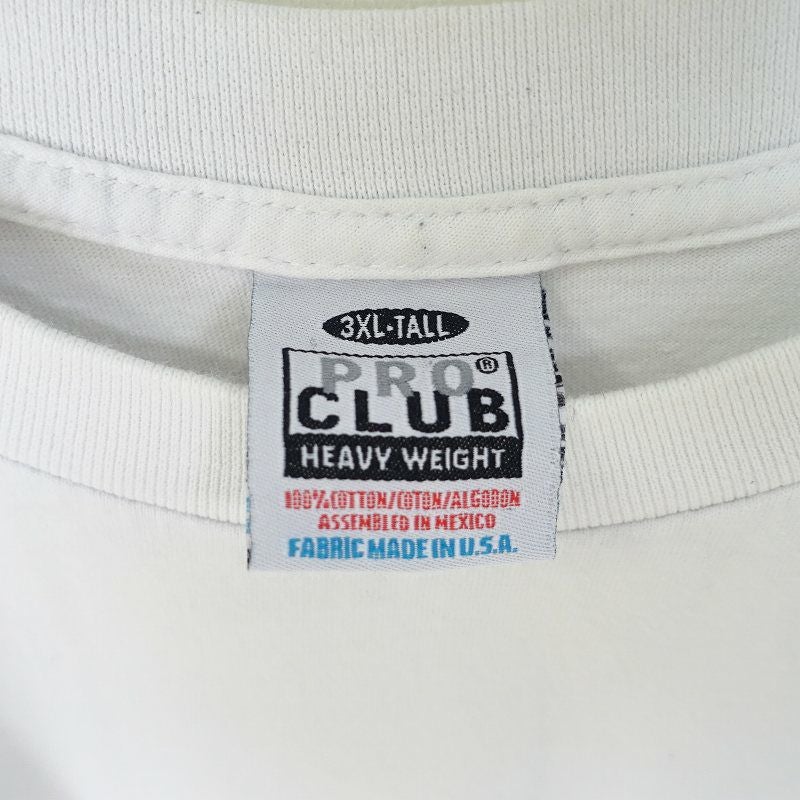 3XL·TALL
PRO®
CLUB
HEAVY WEIGHT
100%COTTON/COTON/ALGODON
ASSEMBLED IN MEXICO
FABRIC MADE IN U.S.A.